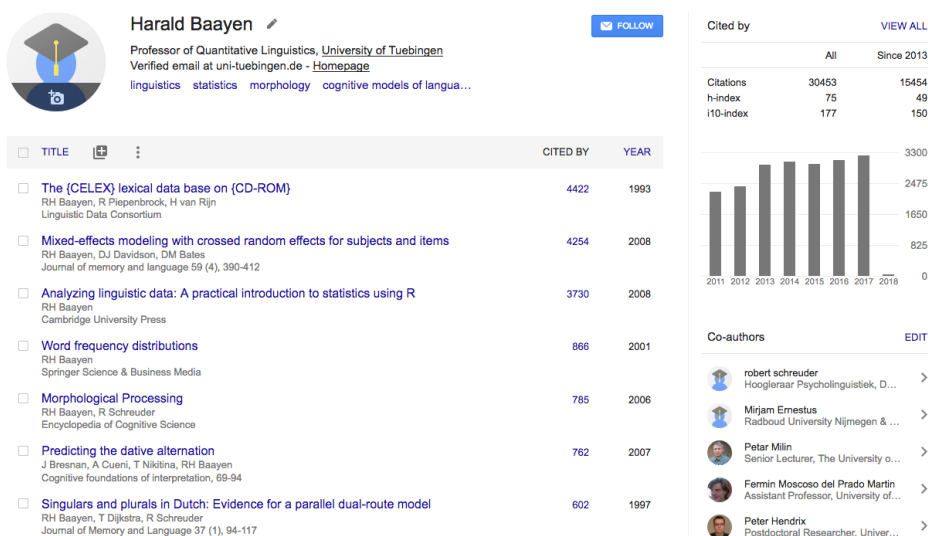 Harald Baayen
FOLLOW
Professor of Quantitative Linguistics, University of Tuebingen
Verified email at uni-tuebingen.de - Homepage
linguistics statistics morphology cognitive models of langua…
TITLE CITED BY YEAR
The {CELEX} lexical data base on {CD-ROM} 4422 1993
RH Baayen, R Piepenbrock, H van Rijn
Linguistic Data Consortium
Mixed-effects modeling with crossed random effects for subjects and items 4254 2008
RH Baayen, DJ Davidson, DM Bates
Journal of memory and language 59 (4), 390-412
Analyzing linguistic data: A practical introduction to statistics using R 3730 2008
RH Baayen
Cambridge University Press
Word frequency distributions 866 2001
RH Baayen
Springer Science & Business Media
Morphological Processing 785 2006
RH Baayen, R Schreuder
Encyclopedia of Cognitive Science
Predicting the dative alternation 762 2007
J Bresnan, A Cueni, T Nikitina, RH Baayen
Cognitive foundations of interpretation, 69-94
Singulars and plurals in Dutch: Evidence for a parallel dual-route model 602 1997
RH Baayen, T Dijkstra, R Schreuder
Journal of Memory and Language 37 (1), 94-117
Cited by VIEW ALL
All Since 2013
Citations 30453 15454
h-index 75 49
i10-index 177 150
3300
2475
1650
825
0
2011 2012 2013 2014 2015 2016 2017 2018
Co-authors EDIT
robert schreuder
Hoogleraar Psycholinguistiek, D…
Mirjam Ernestus
Radboud University Nijmegen & …
Petar Milin
Senior Lecturer, The University o…
Fermin Moscoso del Prado Martin
Assistant Professor, University of…
Peter Hendrix
Postdoctoral Researcher, Univer…